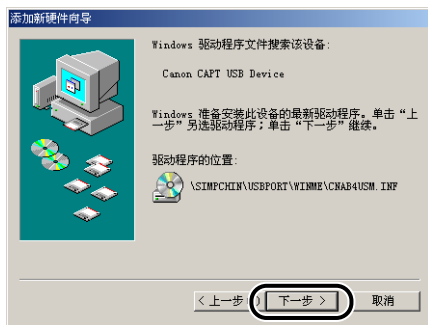 添加新硬件向导
Windows 驱动程序文件搜索该设备:
Canon CAPT USB Device
Windows 准备安装此设备的最新驱动程序。单击“上
一步”另选驱动程序；单击“下一步”继续。
驱动程序的位置:
\SIMPCHIN\USBPORT\WINME\CNAB4USM.INF
< 上一步 )
下一步 >
取消